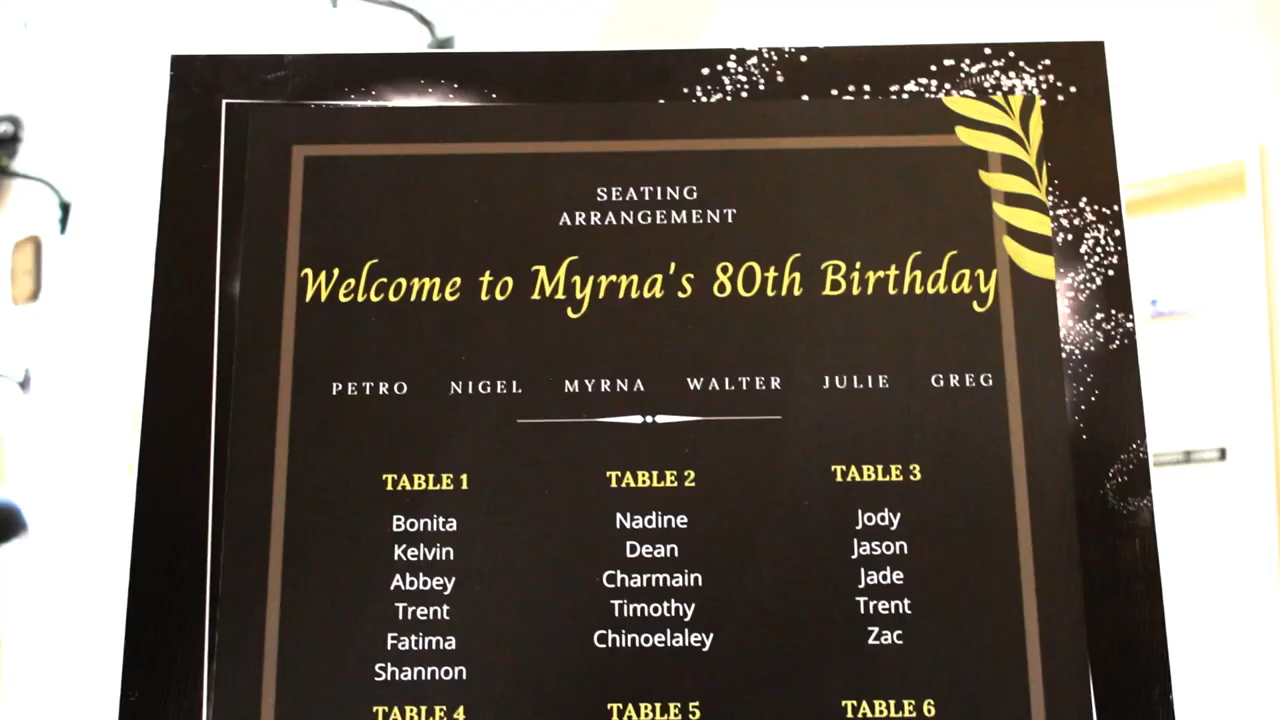 SEATING
ARRANGEMENT
Welcome to Myrna's 80th Birthday
PETRO NIGEL MYRNA WALTER JULIE GREG
TABLE 1
Bonita
Kelvin
Abbey
Trent
Fatima
Shannon
TABLE 2
Nadine
Dean
Charmain
Timothy
Chinoelaley
TABLE 3
Jody
Jason
Jade
Trent
Zac
TABLE 4
TABLE 5
TABLE 6